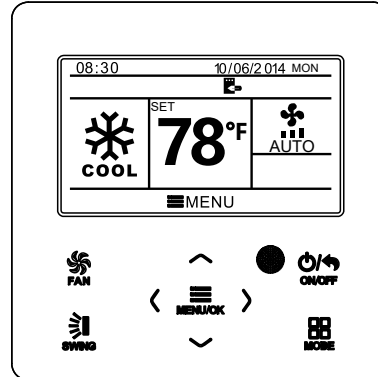 08:30 10/06/2014 MON
SET
78°F
COOL
AUTO
MENU
FAN
ON/OFF
MENU/OK
SWING
MODE